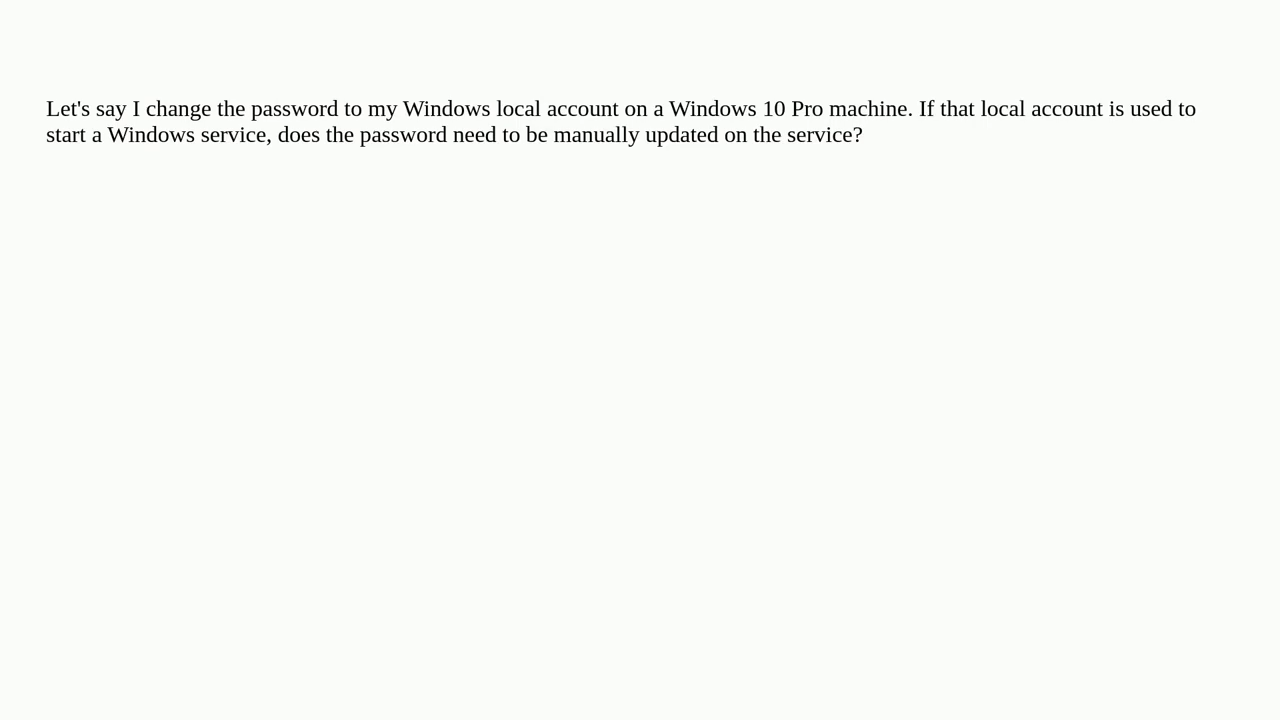 Let's say I change the password to my Windows local account on a Windows 10 Pro machine. If that local account is used to
start a Windows service, does the password need to be manually updated on the service?